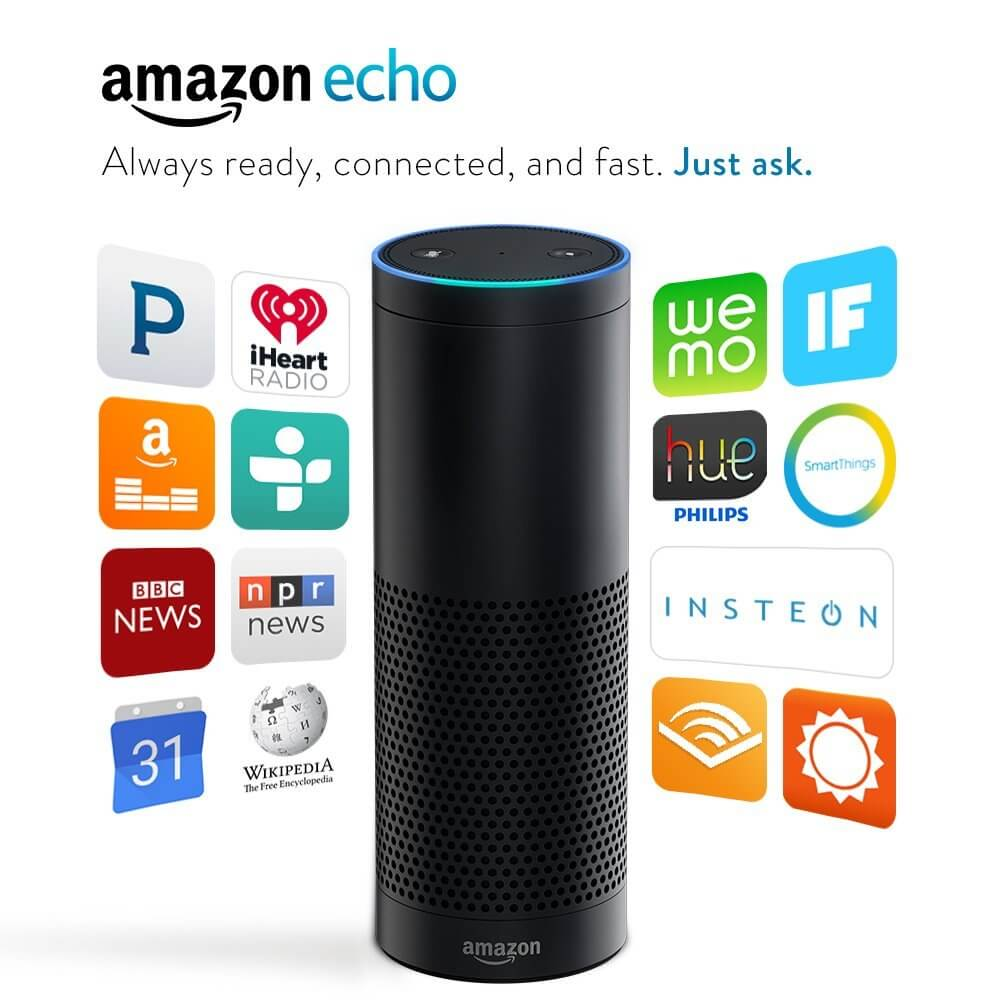 amazon echo
Always ready, connected, and fast. Just ask.
P
iHeart
RADIO
we
mo
IF
a
hue
PHILIPS
SmartThings
BBC
NEWS
npr
news
INSTEON
31
Ω W
И
WIKIPEDIA
The Free Encyclopedia
amazon